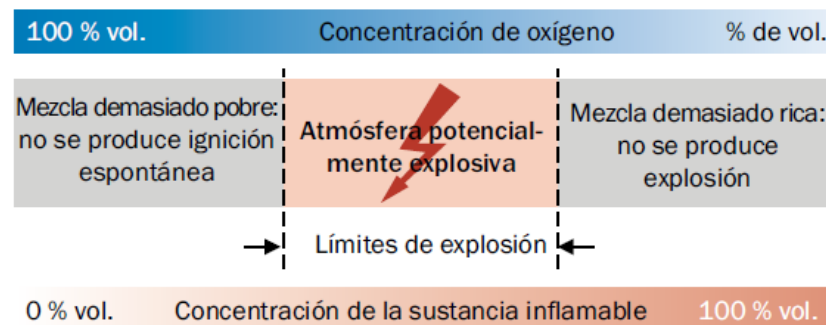 100 % vol. Concentración de oxígeno % de vol.
Mezcla demasiado pobre:
no se produce ignición
espontánea
Atmósfera potencial-
mente explosiva
Mezcla demasiado rica:
no se produce
explosión
Límites de explosión
0 % vol. Concentración de la sustancia inflamable 100 % vol.